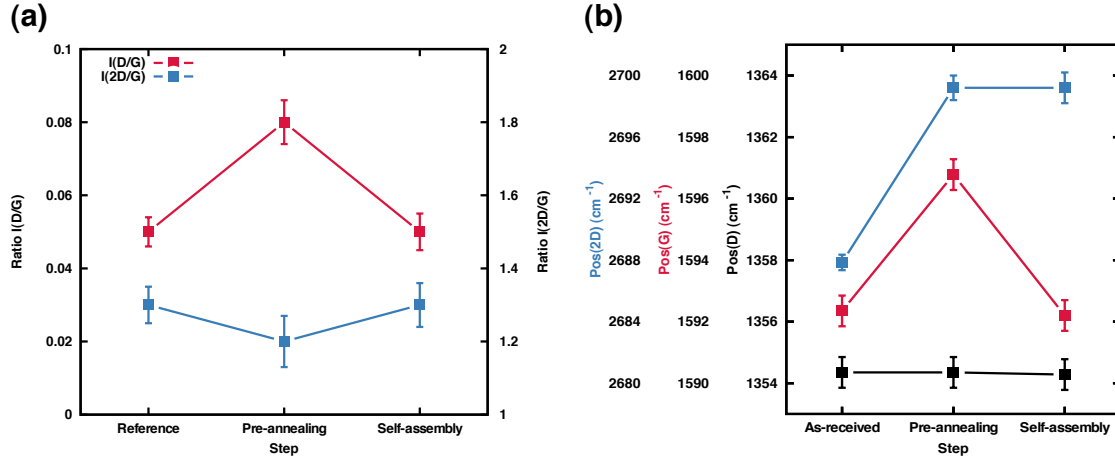 (a)
Ratio I(D/G)
0.1
0.08
0.06
0.04
0.02
0
I(D/G)
I(2D/G)
2
1.8
1.6
1.4
1.2
1
Ratio I(2D/G)
Reference Pre-annealing Self-assembly
Step
(b)
Pos(2D) (cm⁻¹)
2700
2696
2692
2688
2684
2680
Pos(G) (cm⁻¹)
1600
1598
1596
1594
1592
1590
Pos(D) (cm⁻¹)
1364
1362
1360
1358
1356
1354
As-received Pre-annealing Self-assembly
Step